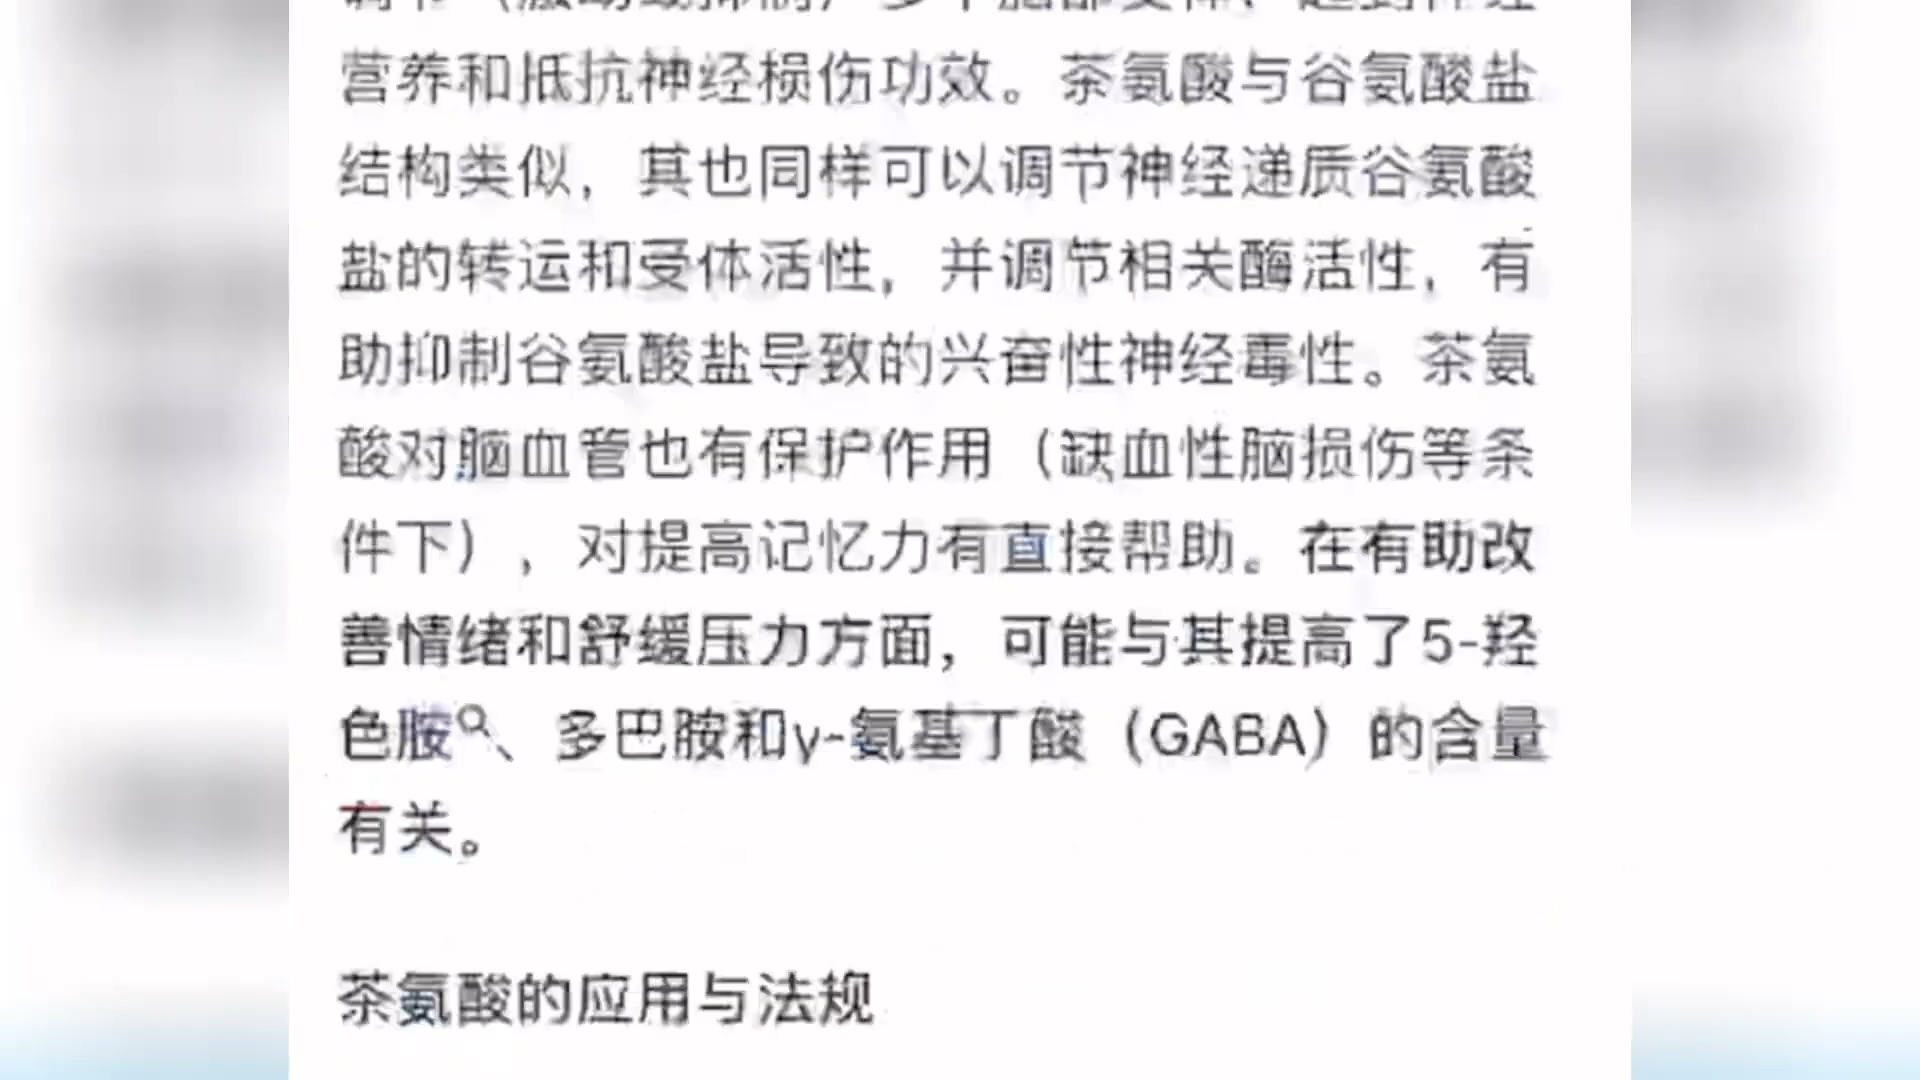 营养和抵抗神经损伤功效。茶氨酸与谷氨酸盐
结构类似，其也同样可以调节神经递质谷氨酸
盐的转运和受体活性，并调节相关酶活性，有
助抑制谷氨酸盐导致的兴奋性神经毒性。茶氨
酸对脑血管也有保护作用（缺血性脑损伤等条
件下），对提高记忆力有直接帮助。在有助改
善情绪和舒缓压力方面，可能与其提高了5-羟
色胺、多巴胺和γ-氨基丁酸（GABA）的含量
有关。
茶氨酸的应用与法规